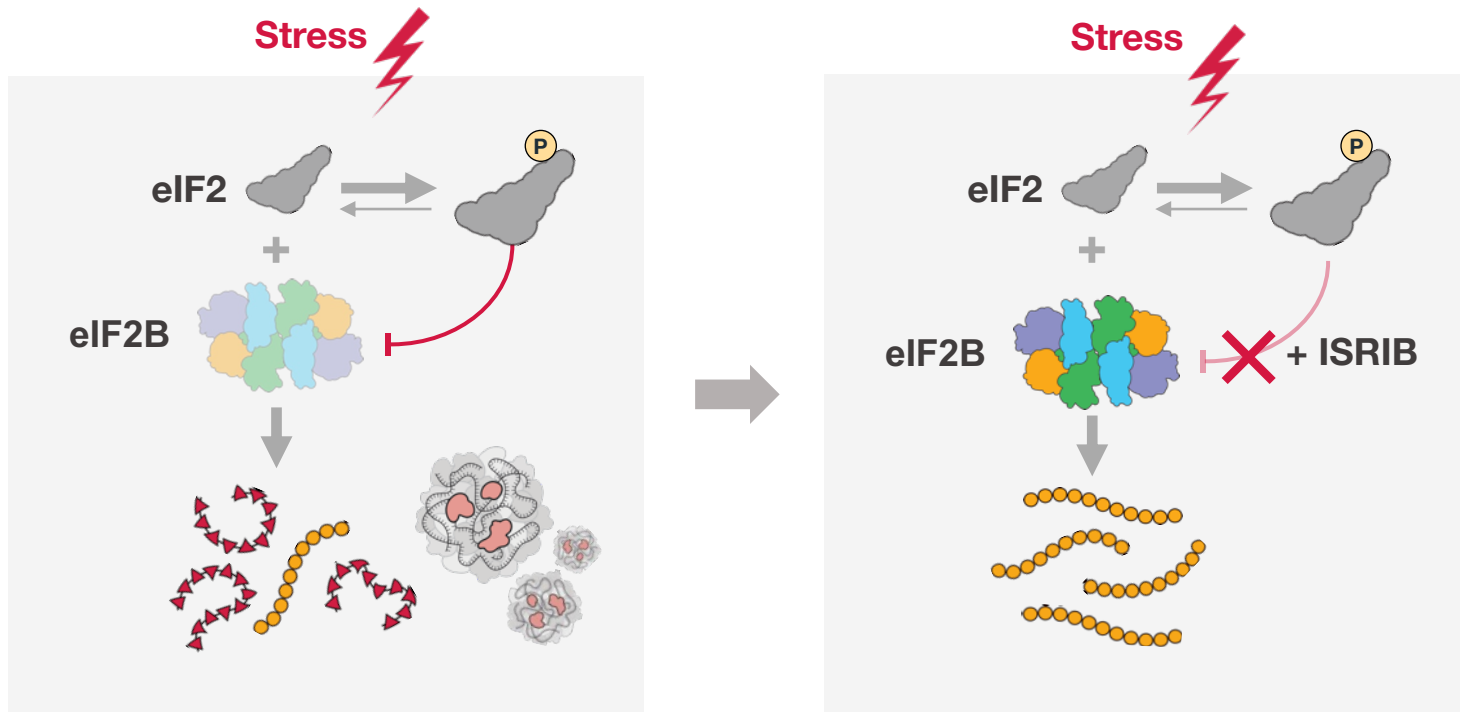 Stress
P
eIF2
+
eIF2B
Stress
P
eIF2
+
eIF2B
+ ISRIB